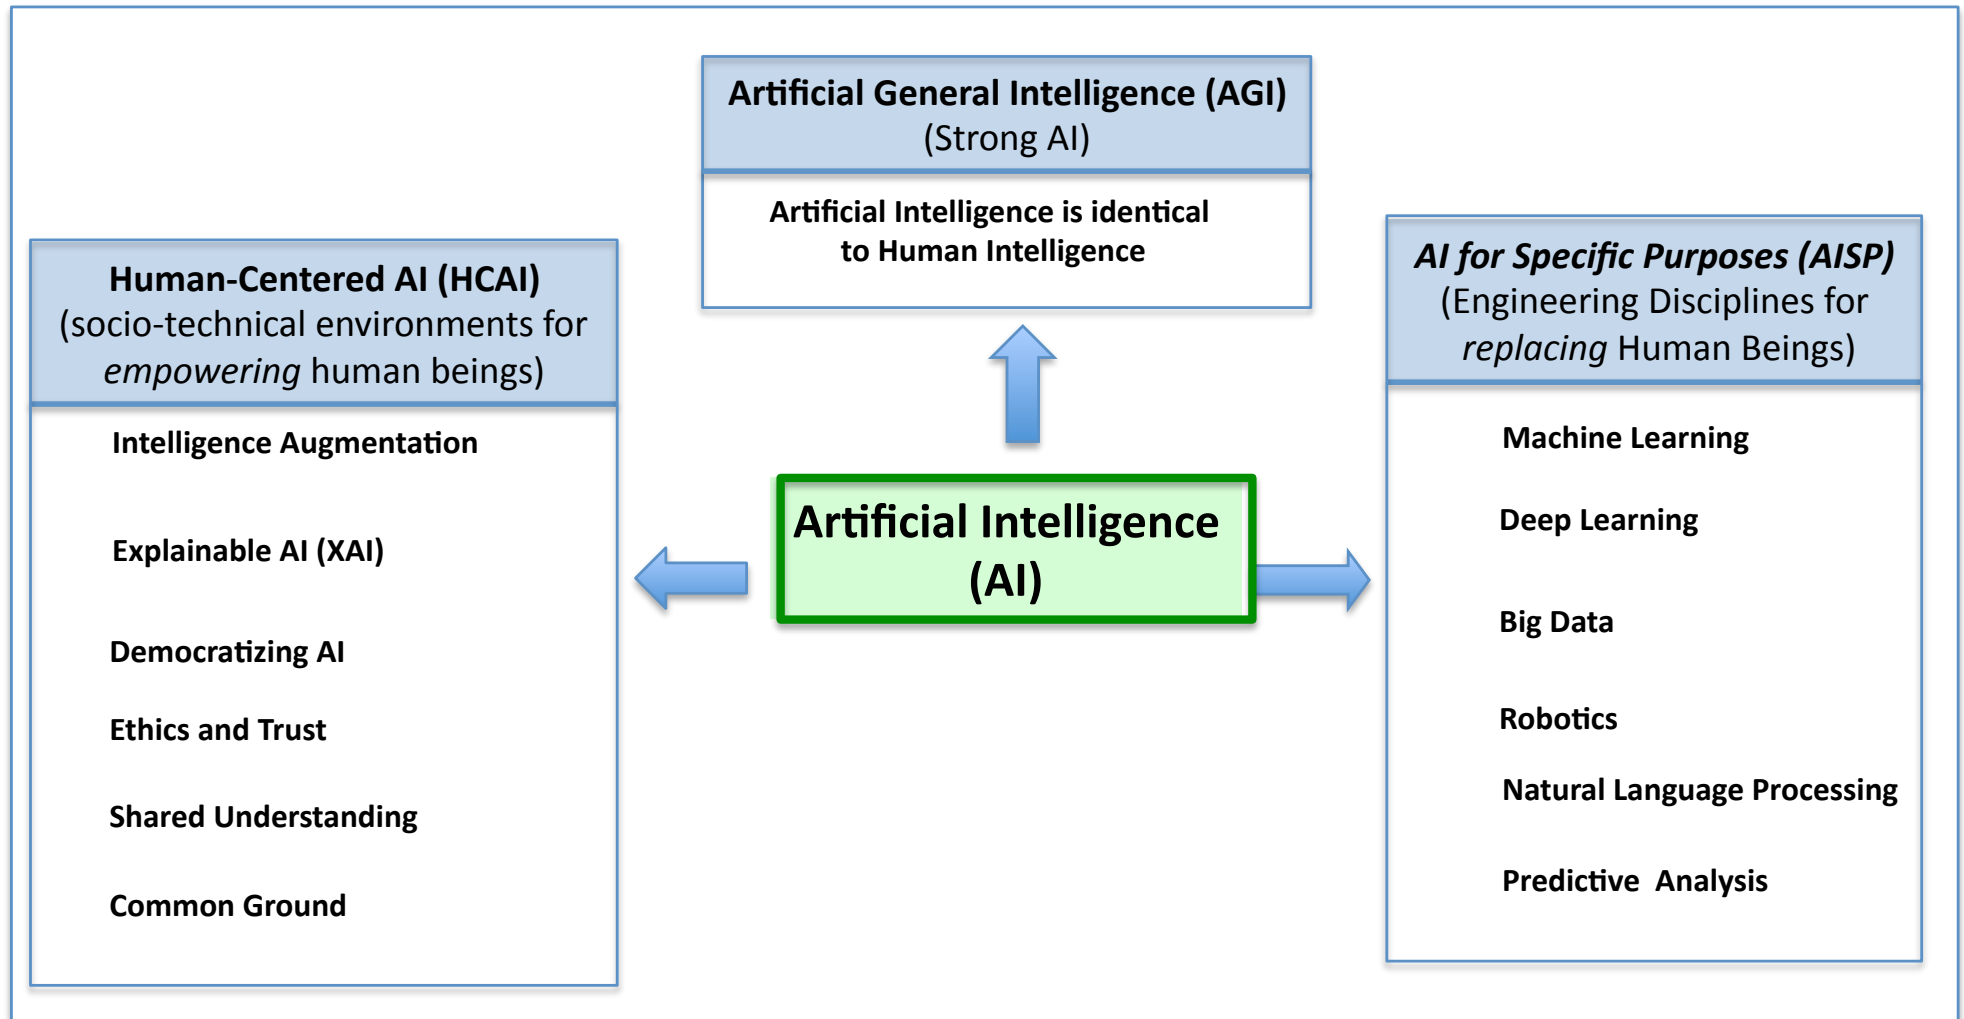 Artificial General Intelligence (AGI)
(Strong AI)
Artificial Intelligence is identical
to Human Intelligence
Human-Centered AI (HCAI)
(socio-technical environments for
empowering human beings)
Intelligence Augmentation
Explainable AI (XAI)
Democratizing AI
Ethics and Trust
Shared Understanding
Common Ground
Artificial Intelligence
(AI)
AI for Specific Purposes (AISP)
(Engineering Disciplines for
replacing Human Beings)
Machine Learning
Deep Learning
Big Data
Robotics
Natural Language Processing
Predictive Analysis